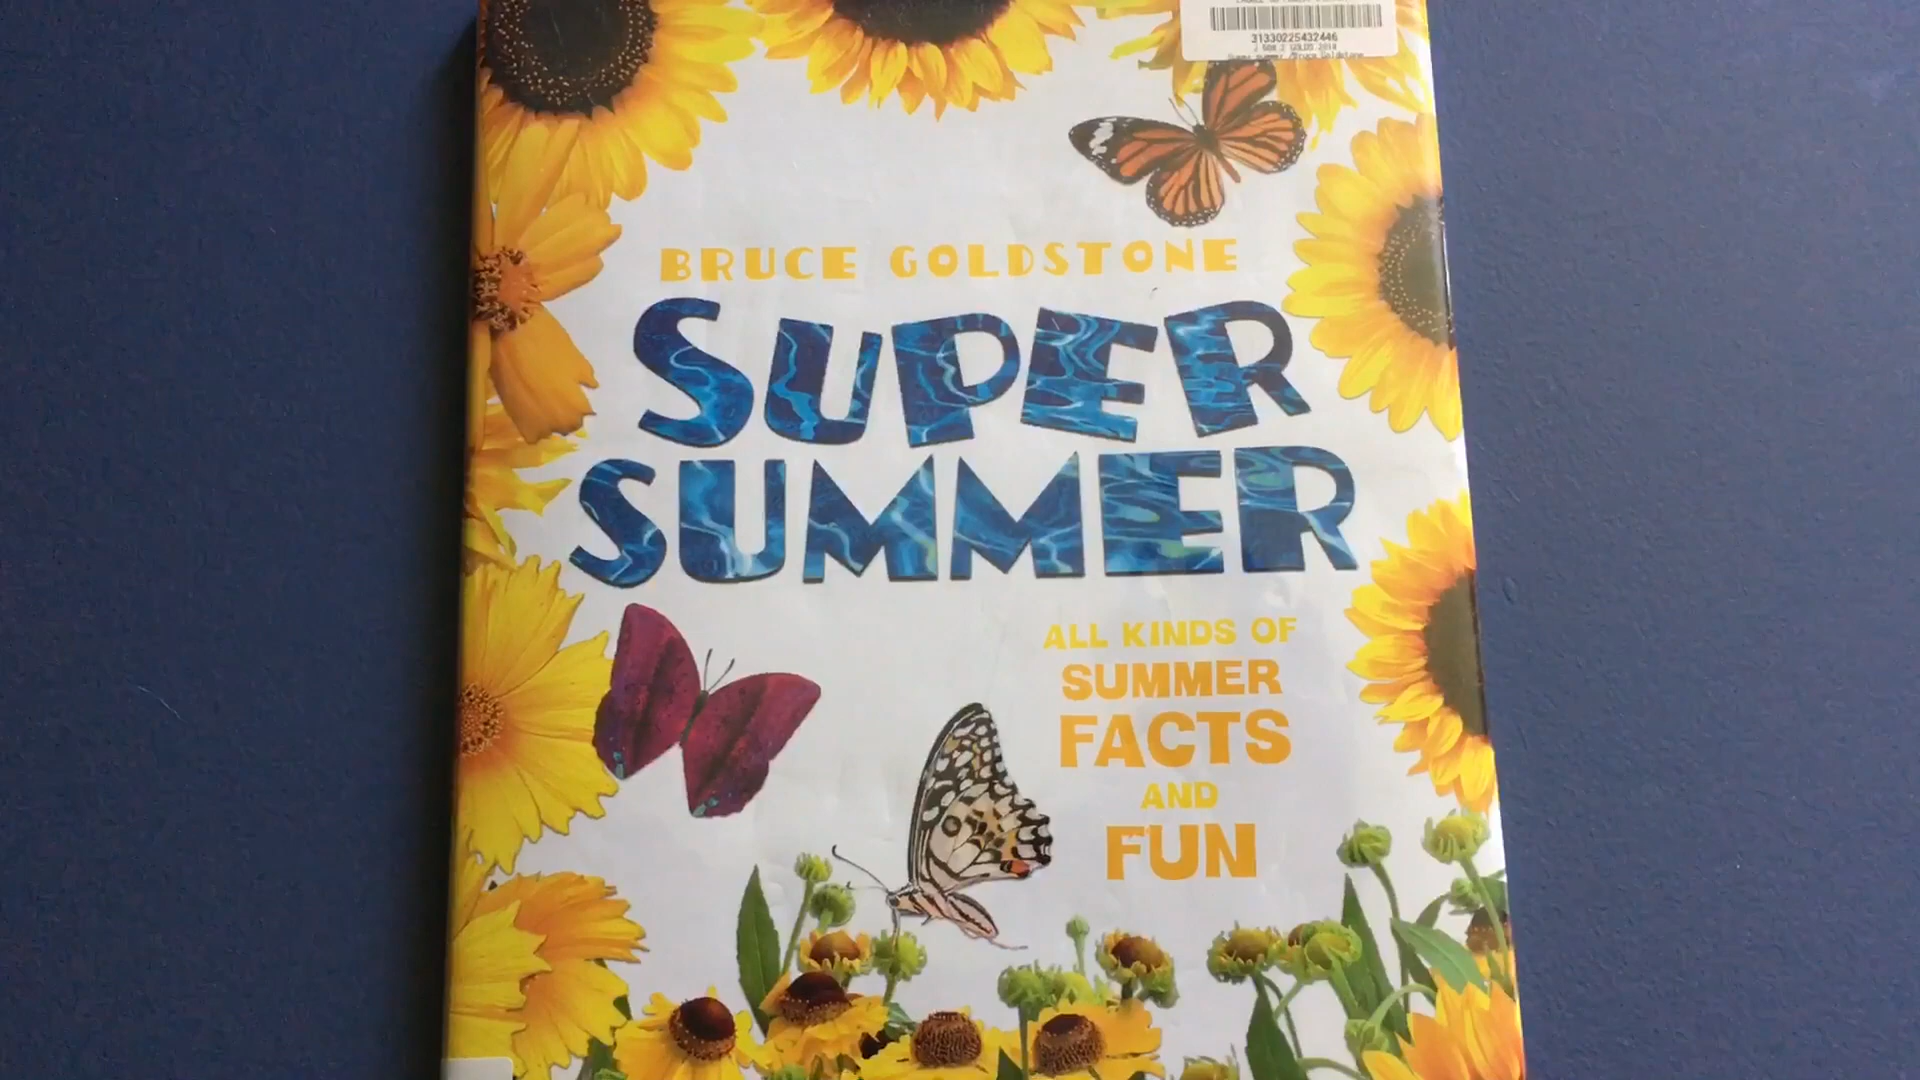 31330225432446
BRUCE GOLDSTONE
SUPER
SUMMER
ALL KINDS OF
SUMMER
FACTS
AND
FUN